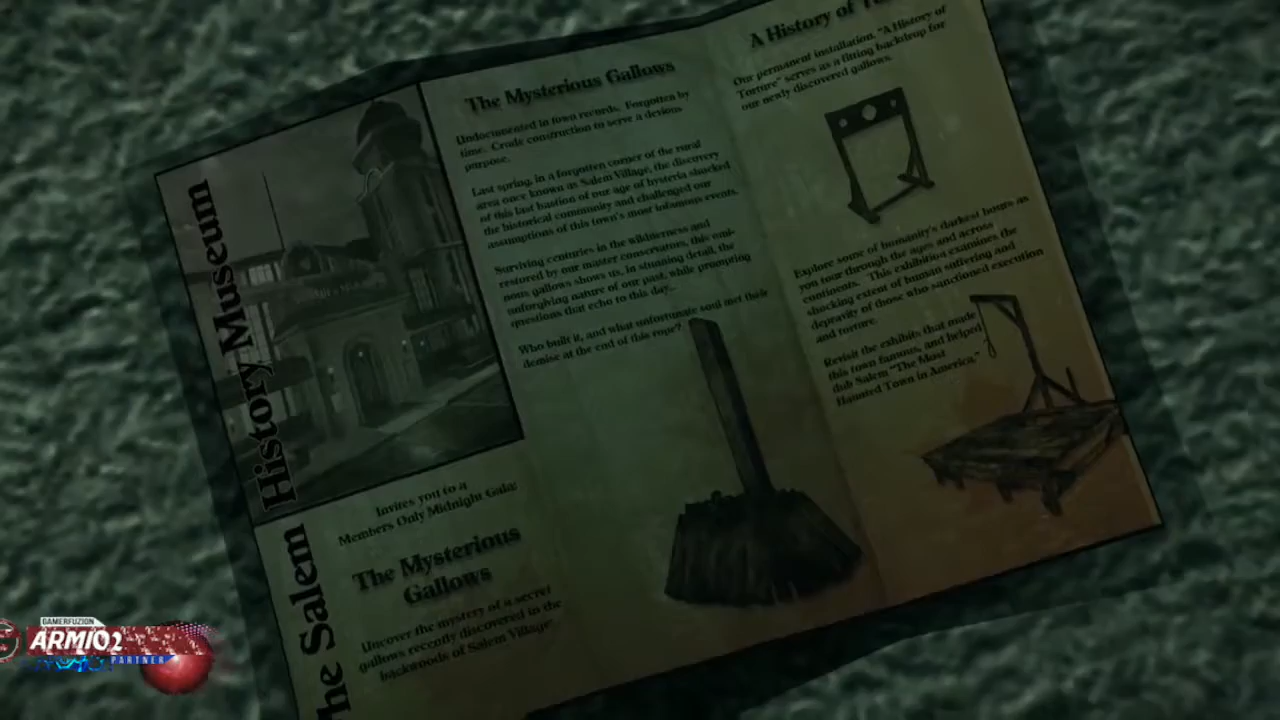 The Salem
History Museum
Invites you to a
Members Only Midnight Gala:
The Mysterious
Gallows
Uncover the mystery of a secret
gallows recently discovered in the
backwoods of Salem Village
The Mysterious Gallows
Undocumented in town records. Forgotten by
time. Crude construction to serve a devious
purpose.
Last spring, in a forgotten corner of the rural
area once known as Salem Village, the discovery
of this last bastion of our age of hysteria shocked
the historical community and challenged our
assumptions of this town's most infamous events.
Surviving centuries in the wilderness and
restored by our master conservators, this omi-
nous gallows shows us, in stunning detail, the
unforgiving nature of our past, while prompting
questions that echo to this day...
Who built it, and what unfortunate soul met their
demise at the end of this rope?
A History of
Our permanent installation, "A History of
Torture" serves as a fitting backdrop for
our newly discovered gallows.
Explore some of humanity's darkest hours as
you tour through the ages and across
continents. This exhibition examines the
shocking extent of human suffering and
depravity of those who sanctioned execution
and torture.
Revisit the exhibits that made
this town famous, and helped
dub Salem "The Most
Haunted Town in America."
GAMERFUZION
ARMIO2
PARTNER